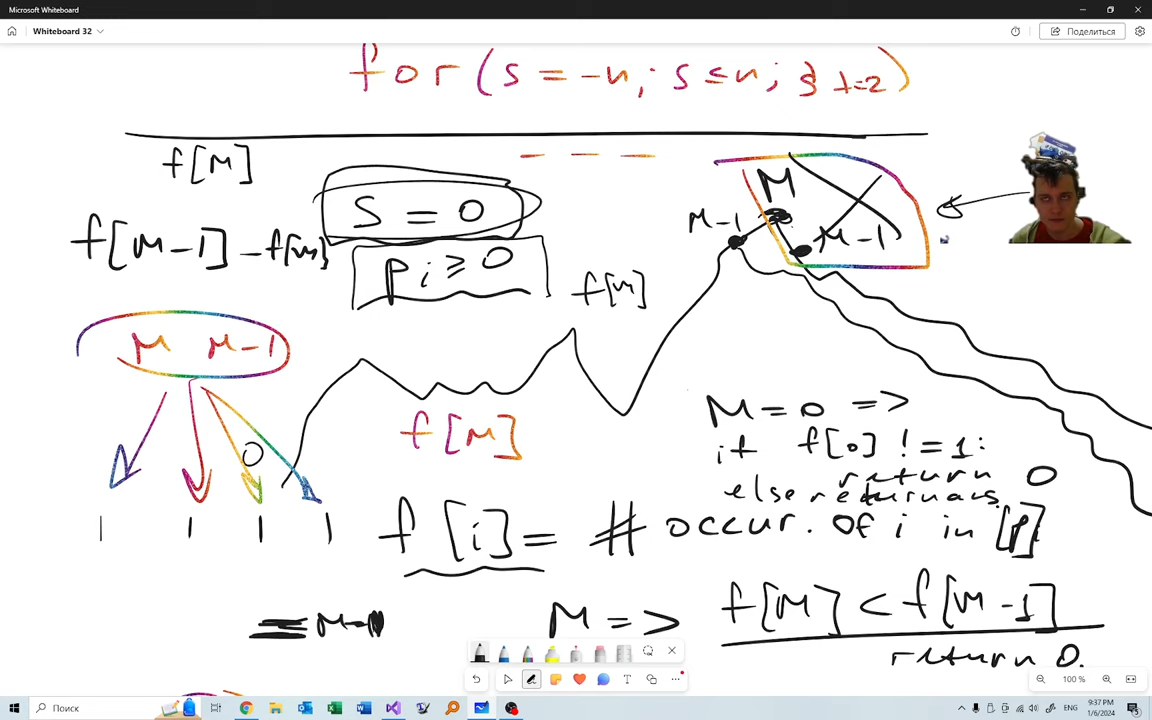 Microsoft Whiteboard
Whiteboard 32
Поделиться
for(s = -n; s ≤ n; s += 2)
f[M]
S = 0
f[M-1] - f[M]
pi ≥ 0
M
M-1
M-1
f[M]
M M-1
0
f[M]
M = 0 =>
if f[0] != 1:
return 0
else return ans
1 1 1 1
f[i] = # occur. of i in [p]
M =>
f[M] < f[M-1]
return 0.
100 %
Поиск
ENG
9:37 PM
1/6/2024